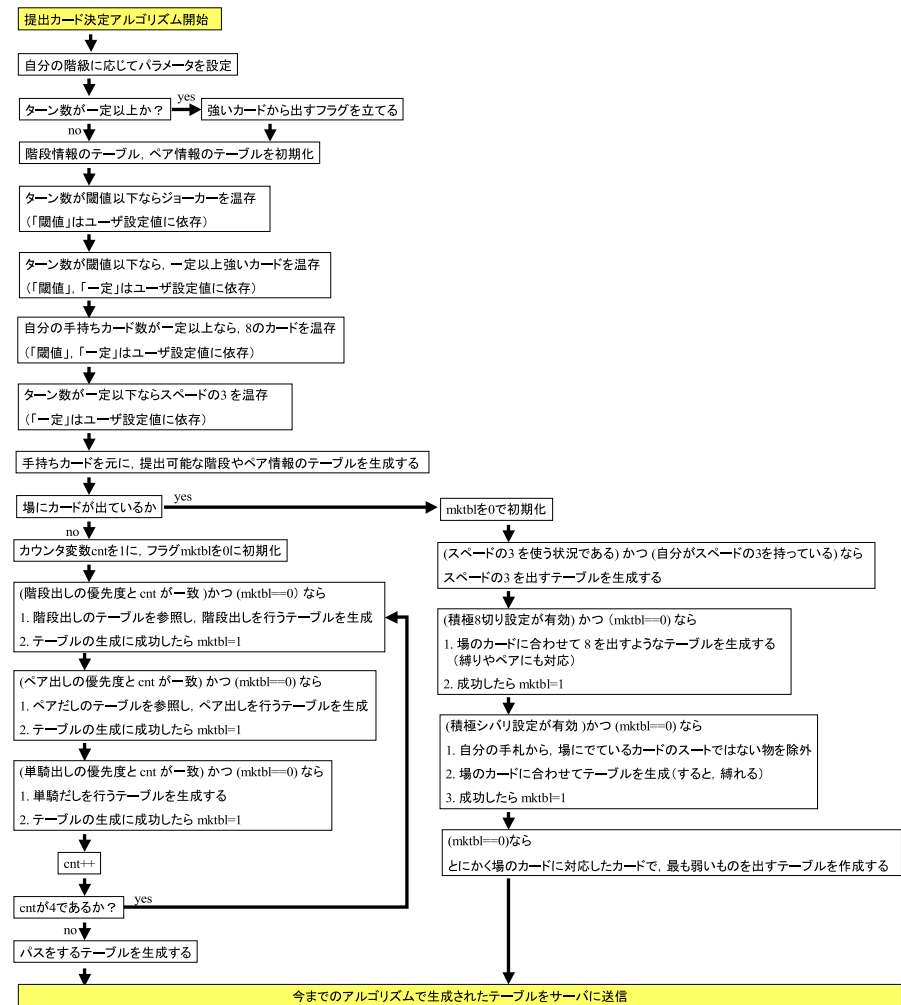 提出カード決定アルゴリズム開始
自分の階級に応じてパラメータを設定
ターン数が一定以上か？
yes
強いカードから出すフラグを立てる
no
階段情報のテーブル，ペア情報のテーブルを初期化
ターン数が閾値以下ならジョーカーを温存
（「閾値」はユーザ設定値に依存）
ターン数が閾値以下なら，一定以上強いカードを温存
（「閾値」，「一定」はユーザ設定値に依存）
自分の手持ちカード数が一定以上なら，8のカードを温存
（「閾値」，「一定」はユーザ設定値に依存）
ターン数が一定以下ならスペードの3を温存
（「一定」はユーザ設定値に依存）
手持ちカードを元に，提出可能な階段やペア情報のテーブルを生成する
場にカードが出ているか
yes
no
カウンタ変数cntを1に，フラグmktblを0に初期化
(階段出しの優先度と cnt が一致 )かつ (mktbl==0) なら
1. 階段出しのテーブルを参照し，階段出しを行うテーブルを生成
2. テーブルの生成に成功したら mktbl=1
(ペア出しの優先度と cnt が一致) かつ (mktbl==0) なら
1. ペアだしのテーブルを参照し，ペア出しを行うテーブルを生成
2. テーブルの生成に成功したら mktbl=1
(単騎出しの優先度と cnt が一致) かつ (mktbl==0) なら
1. 単騎だしを行うテーブルを生成する
2. テーブルの生成に成功したら mktbl=1
cnt++
cntが4であるか？
yes
no
パスをするテーブルを生成する
mktblを0で初期化
(スペードの3 を使う状況である) かつ (自分がスペードの3を持っている) なら
スペードの3 を出すテーブルを生成する
(積極8切り設定が有効) かつ (mktbl==0) なら
1. 場のカードに合わせて 8 を出すようなテーブルを生成する
（縛りやペアにも対応）
2. 成功したら mktbl=1
(積極シバリ設定が有効 )かつ (mktbl==0) なら
1. 自分の手札から，場にでているカードのスートではない物を除外
2. 場のカードに合わせてテーブルを生成（すると，縛れる）
3. 成功したら mktbl=1
(mktbl==0)なら
とにかく場のカードに対応したカードで，最も弱いものを出すテーブルを作成する
今までのアルゴリズムで生成されたテーブルをサーバに送信